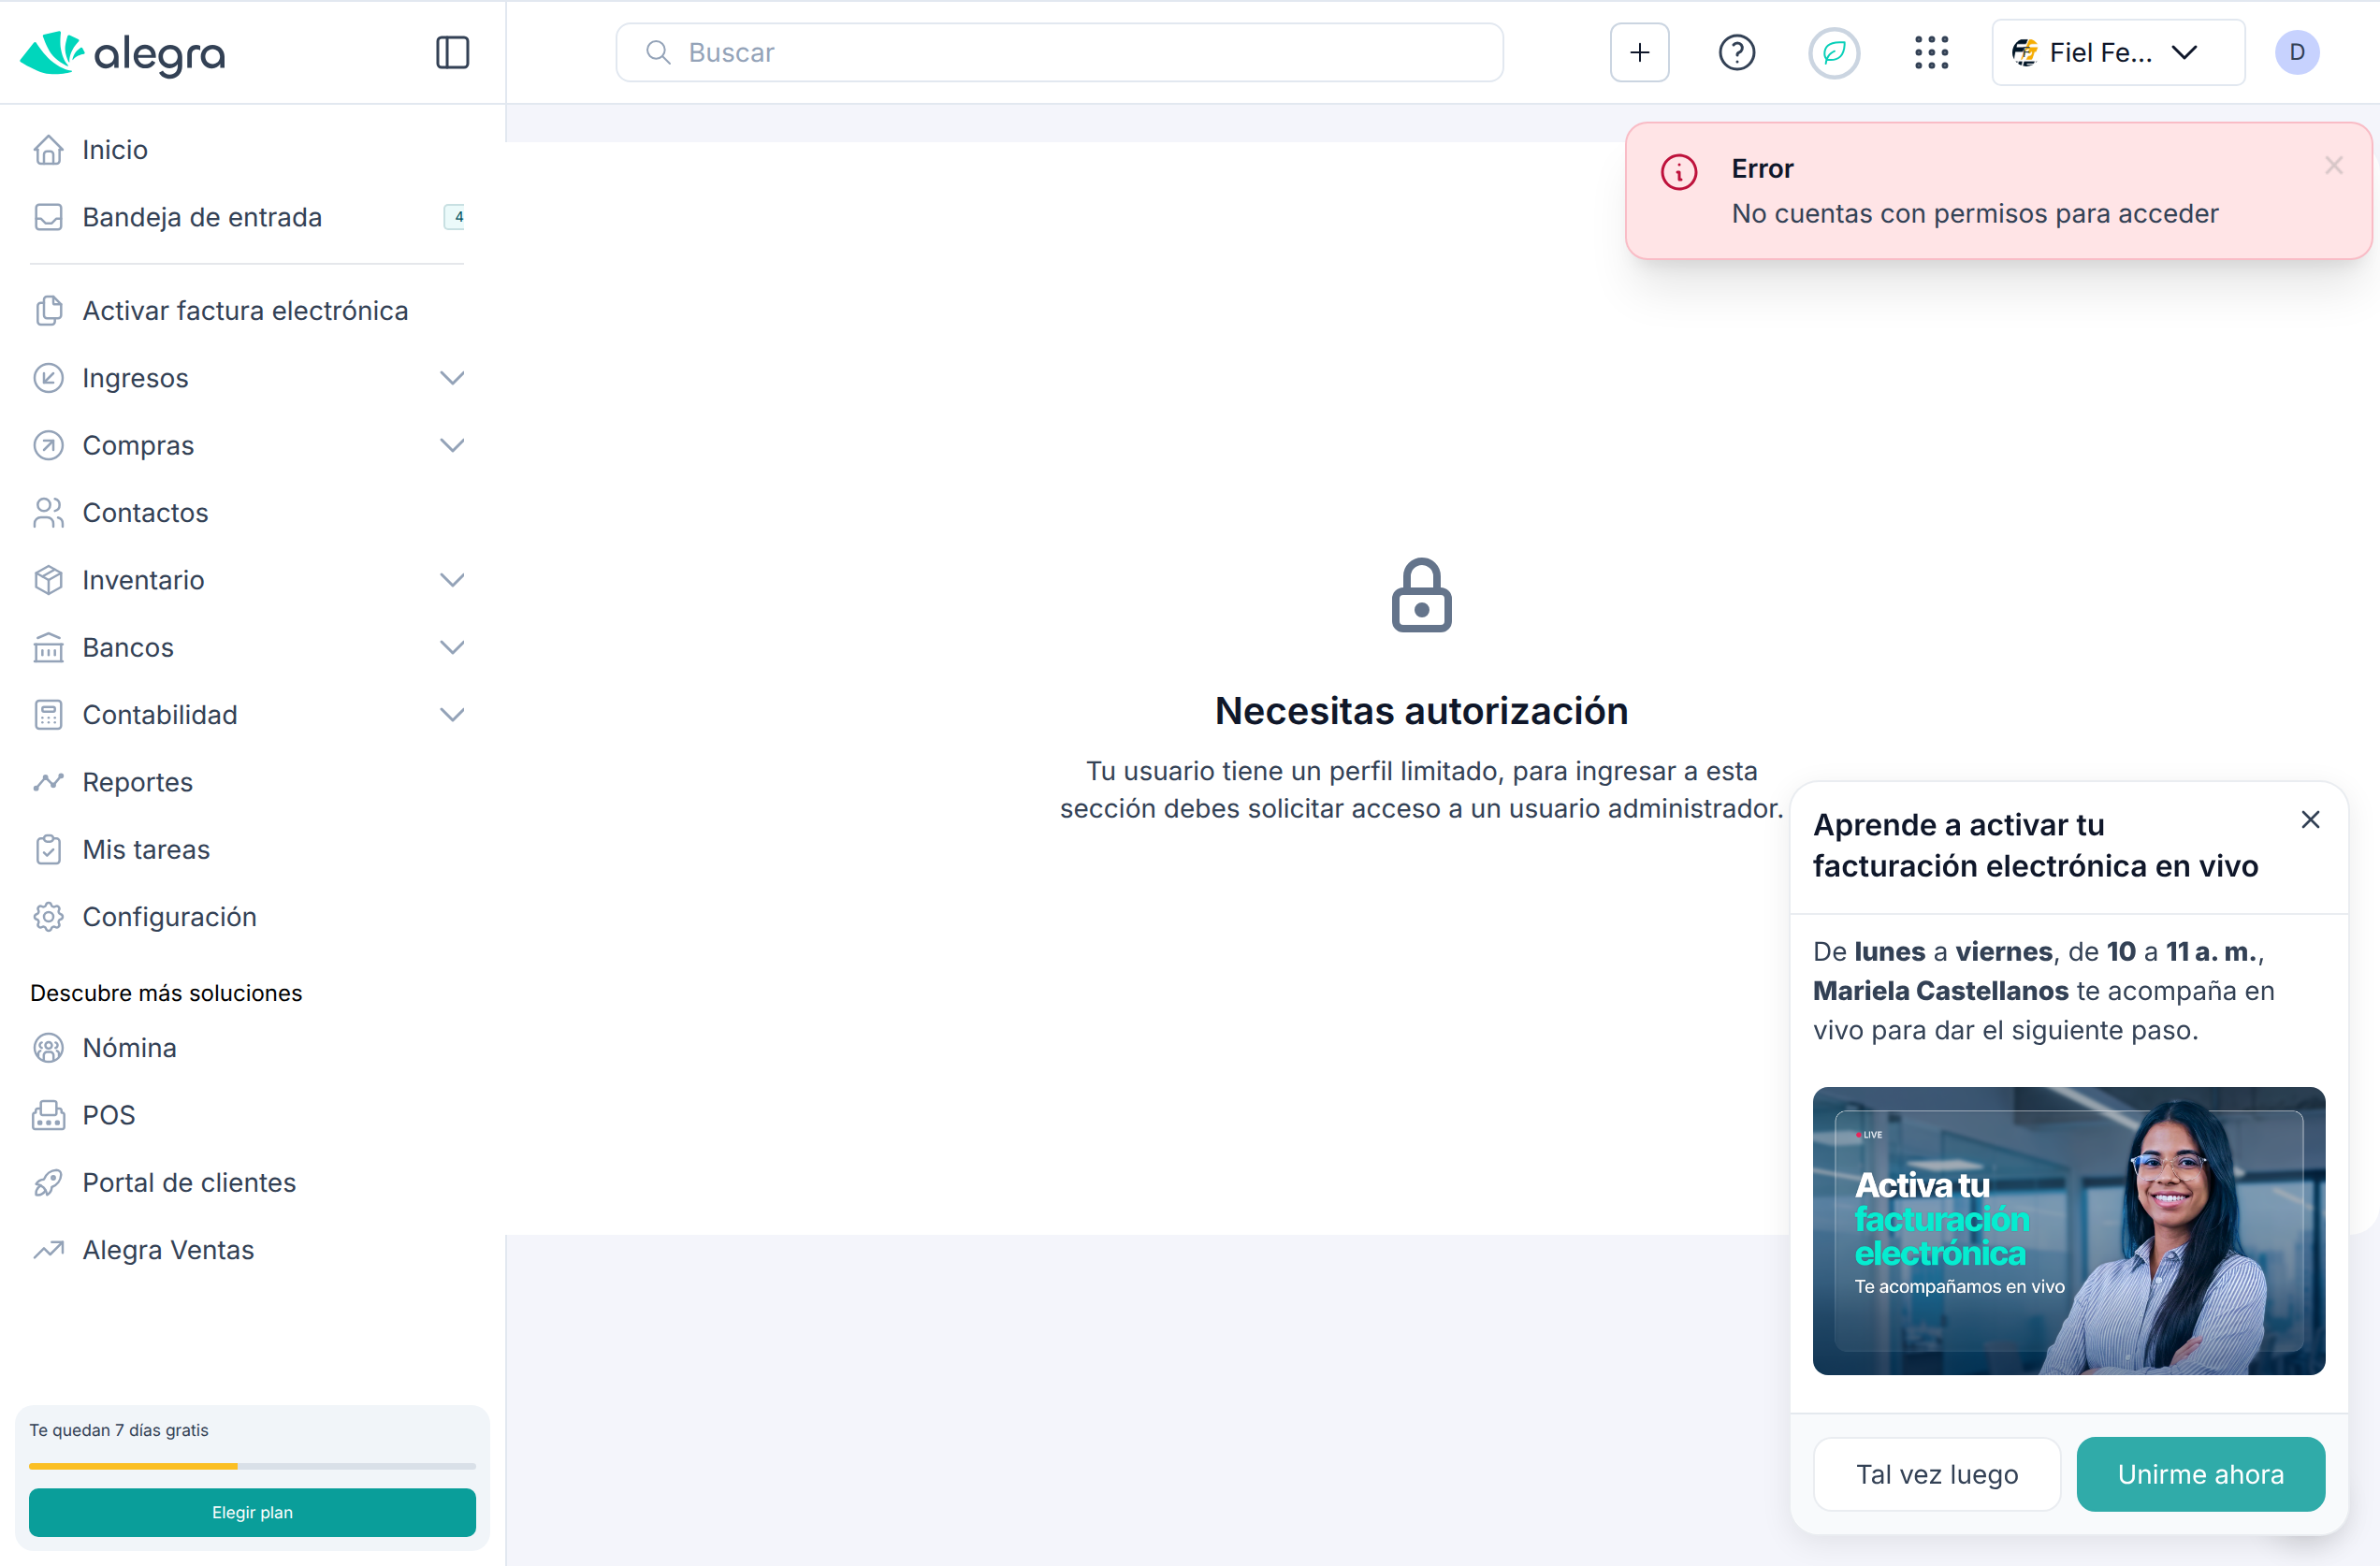 alegra
Buscar
Fiel Fe...
D
Inicio
Bandeja de entrada
4
Activar factura electrónica
Ingresos
Compras
Contactos
Inventario
Bancos
Contabilidad
Reportes
Mis tareas
Configuración
Descubre más soluciones
Nómina
POS
Portal de clientes
Alegra Ventas
Te quedan 7 días gratis
Elegir plan
Error
No cuentas con permisos para acceder
Necesitas autorización
Tu usuario tiene un perfil limitado, para ingresar a esta
sección debes solicitar acceso a un usuario administrador.
Aprende a activar tu
facturación electrónica en vivo
De lunes a viernes, de 10 a 11 a. m.,
Mariela Castellanos te acompaña en
vivo para dar el siguiente paso.
LIVE
Activa tu
facturación
electrónica
Te acompañamos en vivo
Tal vez luego
Unirme ahora